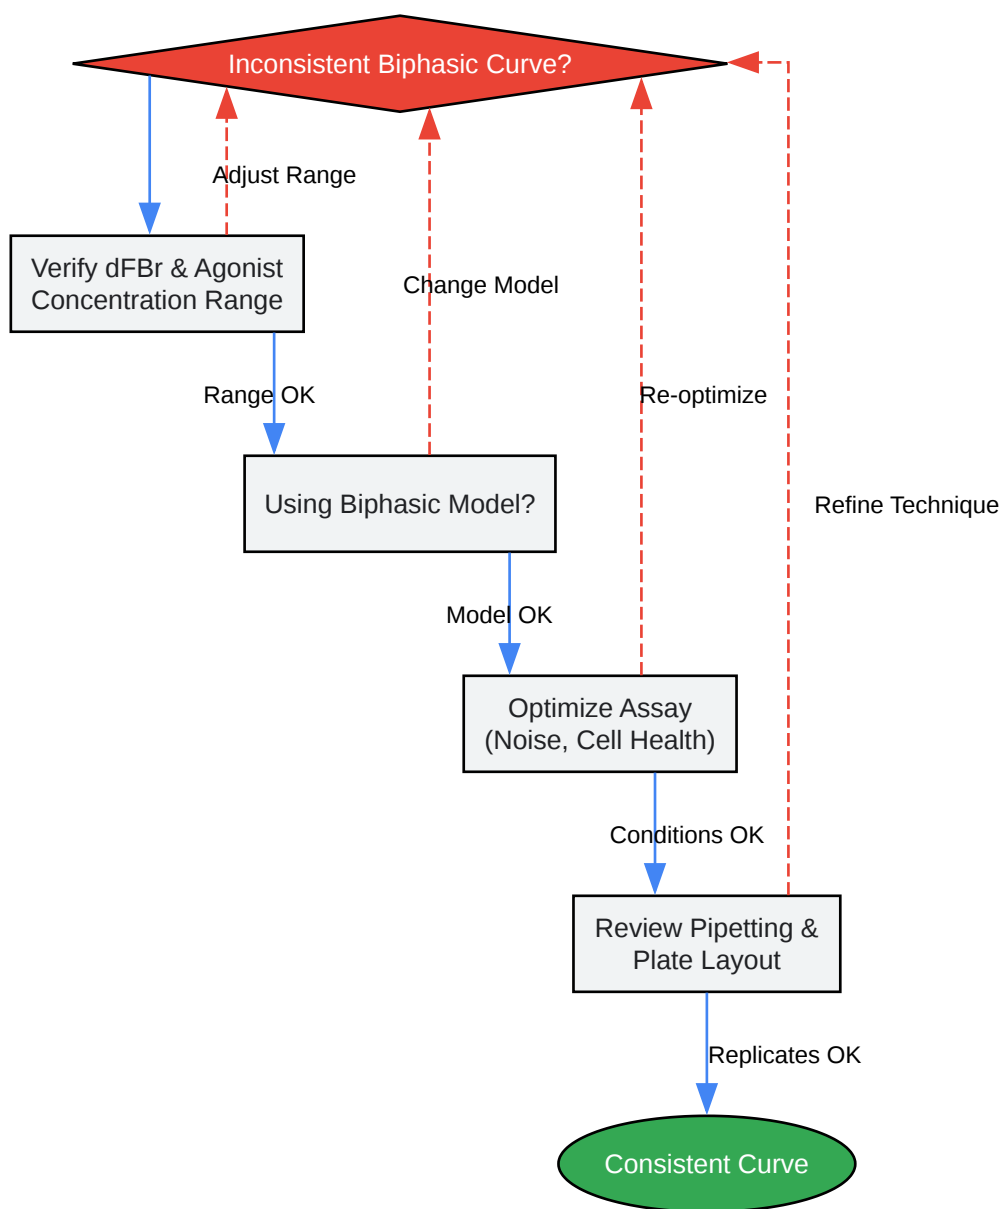 Inconsistent Biphasic Curve?
Adjust Range
Verify dFBr & Agonist
Concentration Range
Change Model
Range OK
Re-optimize
Using Biphasic Model?
Refine Technique
Model OK
Optimize Assay
(Noise, Cell Health)
Conditions OK
Review Pipetting &
Plate Layout
Replicates OK
Consistent Curve